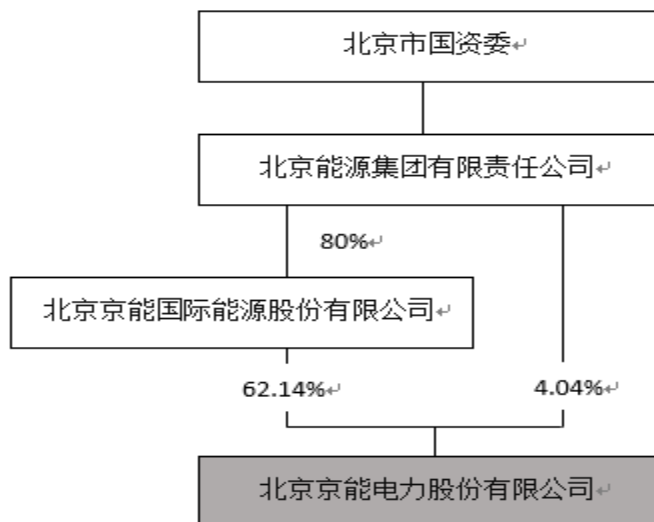 北京市国资委↵
北京能源集团有限责任公司↵
80%↵
北京京能国际能源股份有限公司↵
62.14%↵
4.04%↵
北京京能电力股份有限公司↵